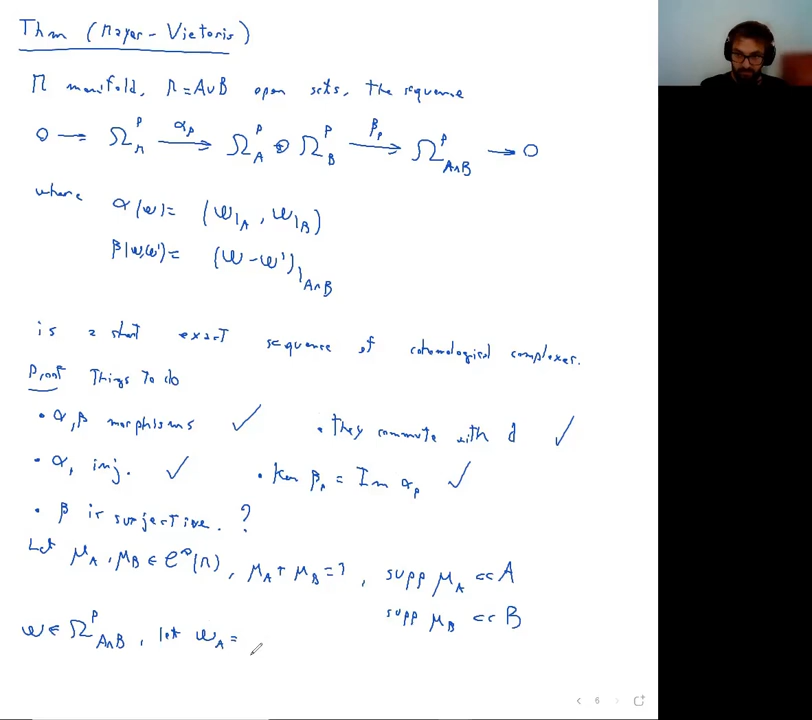 Thm (Mayer-Vietoris)
M manifold, M=A∪B open sets, the sequence
0 → Ω^p_M →^{α_p} Ω^p_A ⊕ Ω^p_B →^{β_p} Ω^p_{A∩B} → 0
where α(ω)= (ω|_A, ω|_B)
β(ω,ω')= (ω-ω')|_{A∩B}
is a short exact sequence of cohomological complexes.
Proof Things to do
• α, β morphisms ✓ • they commute with d ✓
• α, inj. ✓ • ker β_p = Im α_p ✓
• β is surjective. ?
Let μ_A, μ_B ∈ C^∞(M), μ_A + μ_B = 1, supp μ_A ⊂⊂ A
supp μ_B ⊂⊂ B
ω ∈ Ω^p_{A∩B}, let ω_A =
6